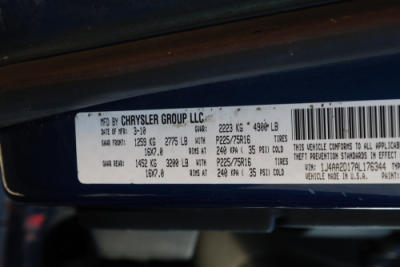 MFD BY CHRYSLER GROUP LLC
DATE OF MFR 3-10 GVWR: 2223 KG * 4900 LB
GAWR FRONT: 1259 KG 2775 LB WITH P225/75R16 TIRES
16X7.0 RIMS AT 240 KPA ( 35 PSI) COLD
GAWR REAR: 1452 KG 3200 LB WITH P225/75R16 TIRES
16X7.0 RIMS AT 240 KPA ( 35 PSI) COLD
THIS VEHICLE CONFORMS TO ALL APPLICABLE
THEFT PREVENTION STANDARDS IN EFFECT ON
VIN: 1J4AA2D17AL176344
VEHICLE MADE IN U.S.A.